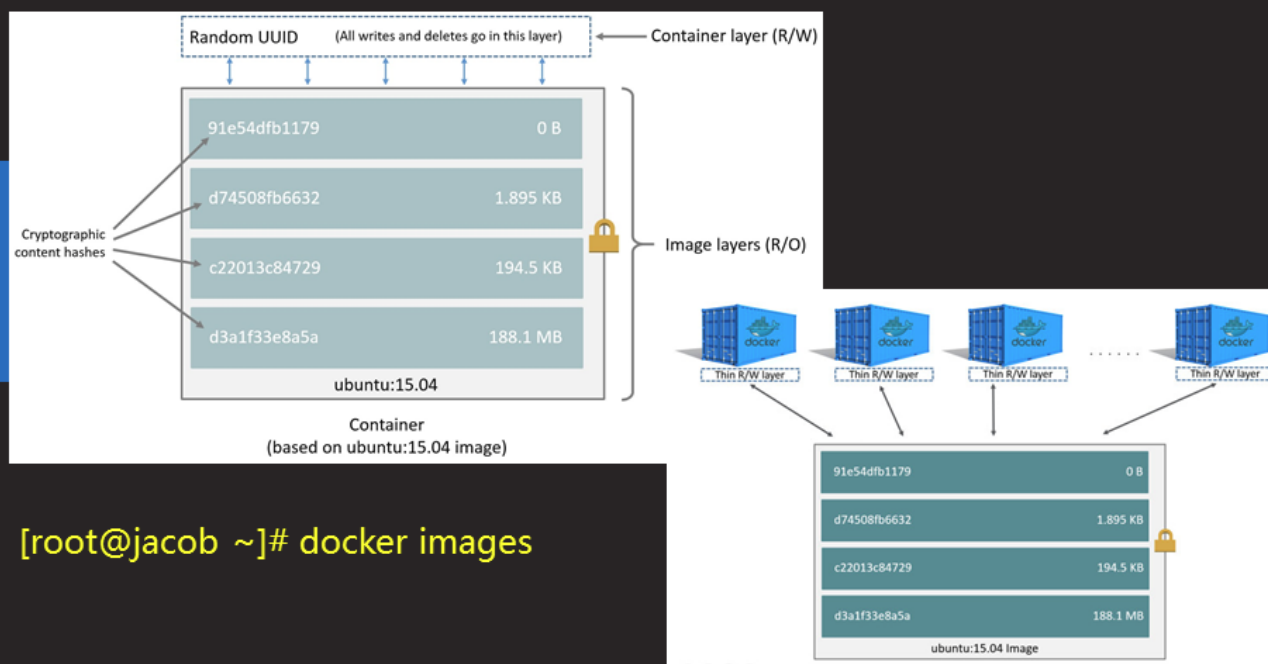 Random UUID (All writes and deletes go in this layer)
Container layer (R/W)
91e54dfb1179 0 B
d74508fb6632 1.895 KB
c22013c84729 194.5 KB
d3a1f33e8a5a 188.1 MB
ubuntu:15.04
Cryptographic
content hashes
Image layers (R/O)
Container
(based on ubuntu:15.04 image)
[root@jacob ~]# docker images
docker
docker
docker
docker
Thin R/W layer
Thin R/W layer
Thin R/W layer
......
Thin R/W layer
91e54dfb1179 0 B
d74508fb6632 1.895 KB
c22013c84729 194.5 KB
d3a1f33e8a5a 188.1 MB
ubuntu:15.04 Image